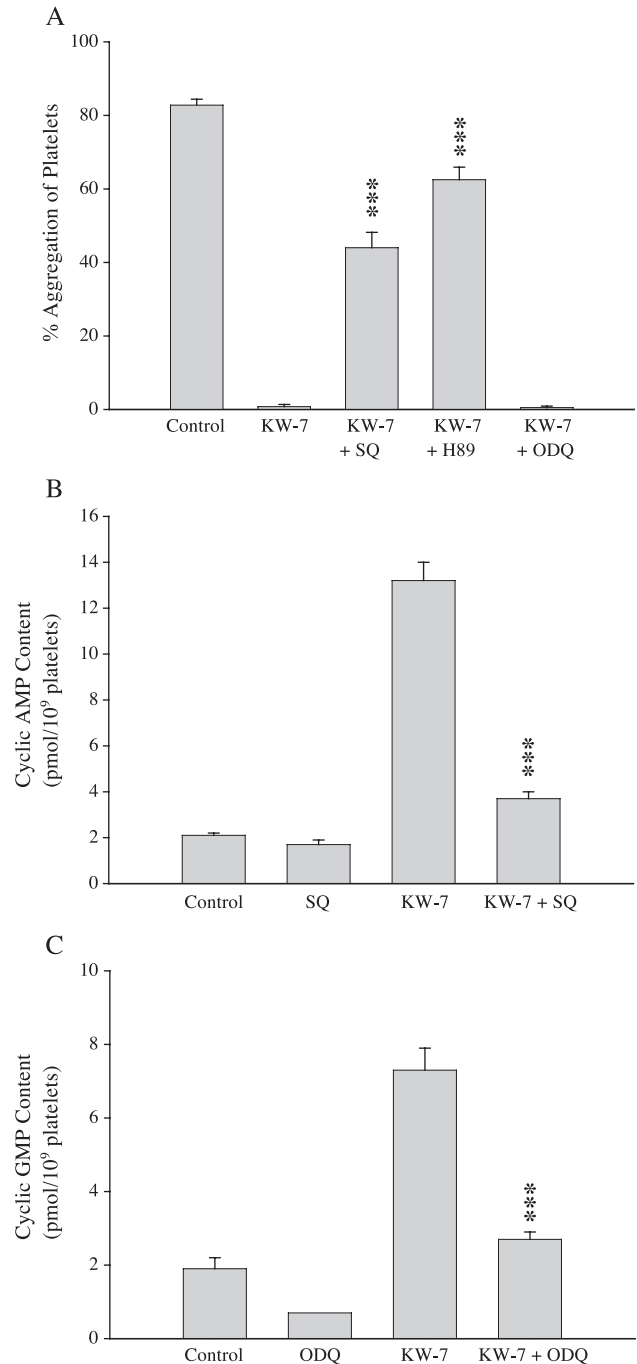 A
% Aggregation of Platelets
100
80
60
40
20
0
***
***
Control KW-7 KW-7 KW-7 KW-7
+ SQ + H89 + ODQ
B
Cyclic AMP Content
(pmol/10⁹ platelets)
16
14
12
10
8
6
4
2
0
***
Control SQ KW-7 KW-7 + SQ
C
Cyclic GMP Content
(pmol/10⁹ platelets)
10
8
6
4
2
0
***
Control ODQ KW-7 KW-7 + ODQ